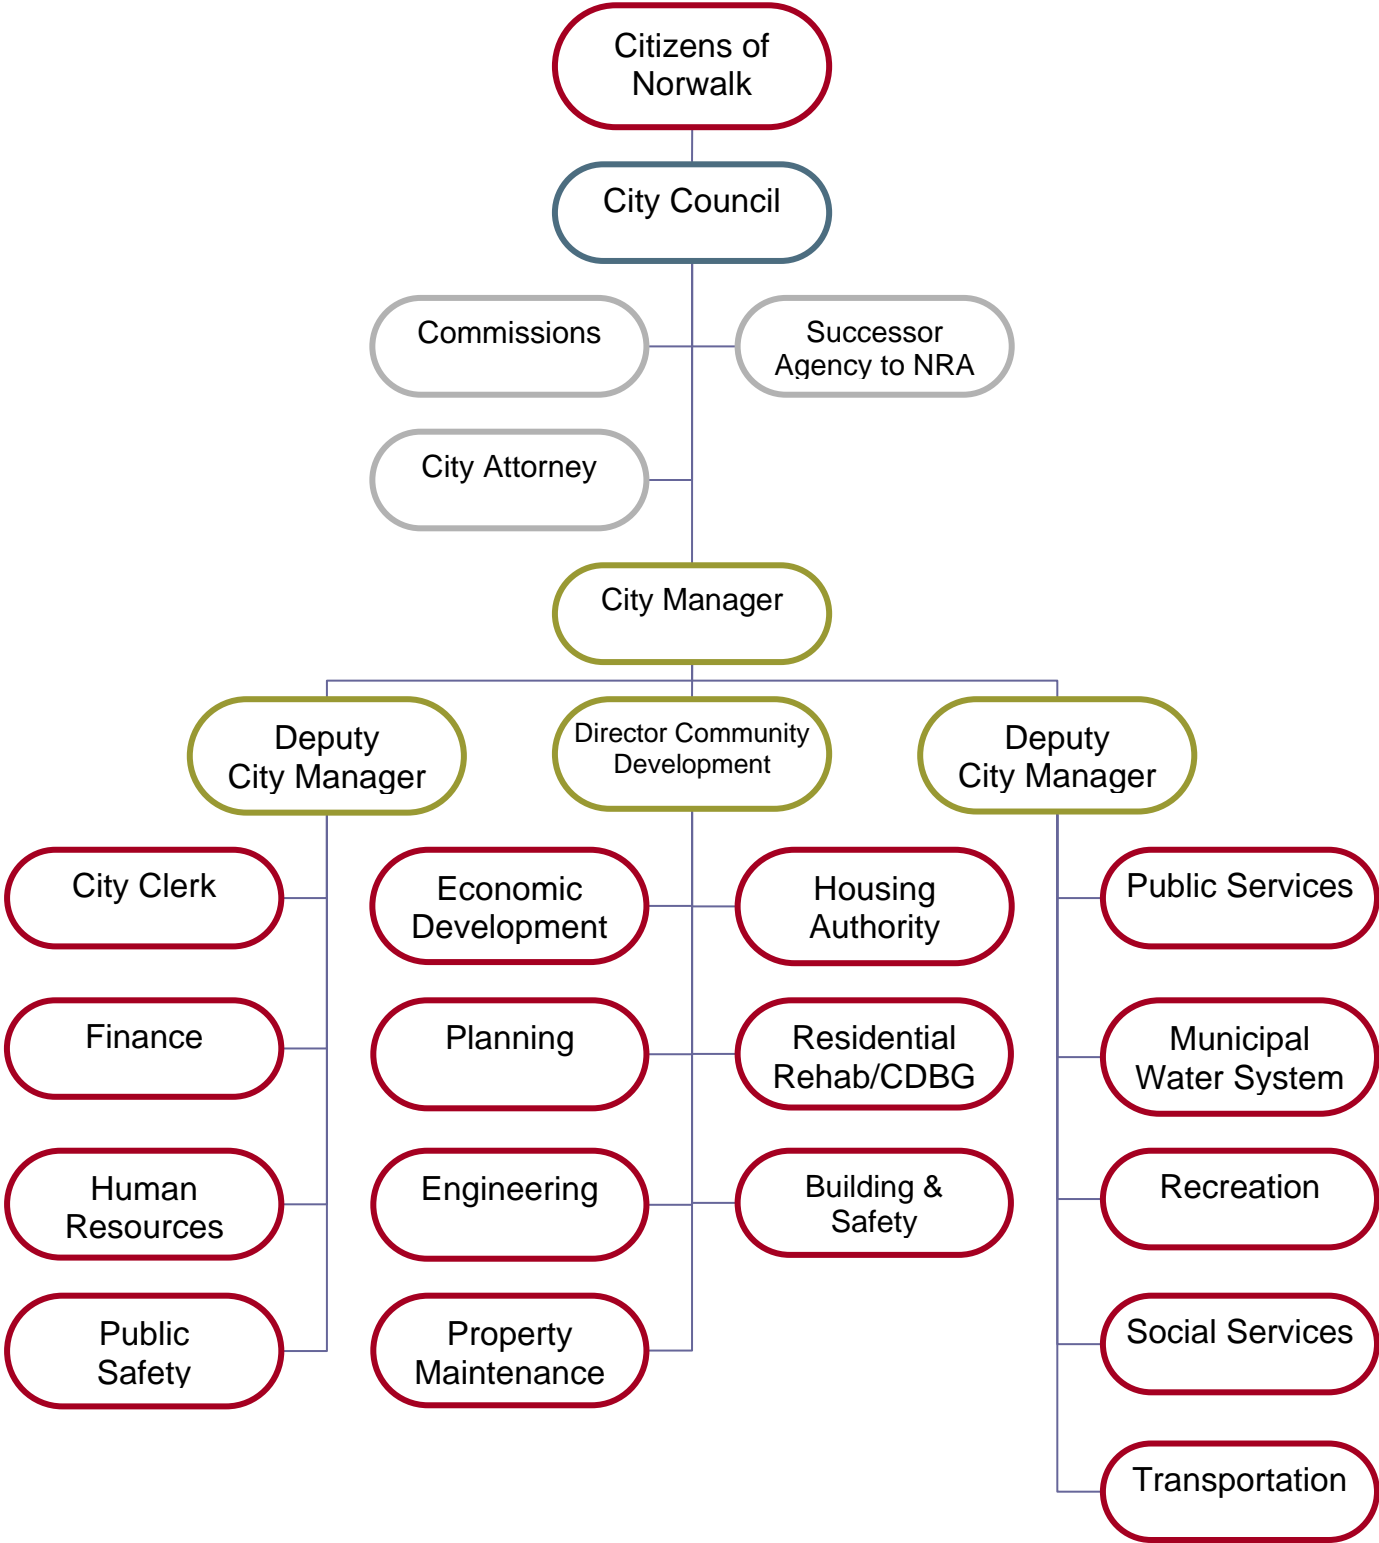 Citizens of
Norwalk
City Council
Commissions
Successor
Agency to NRA
City Attorney
City Manager
Deputy
City Manager
Director Community
Development
Deputy
City Manager
City Clerk
Economic
Development
Housing
Authority
Public Services
Finance
Planning
Residential
Rehab/CDBG
Municipal
Water System
Human
Resources
Engineering
Building &
Safety
Recreation
Public
Safety
Property
Maintenance
Social Services
Transportation